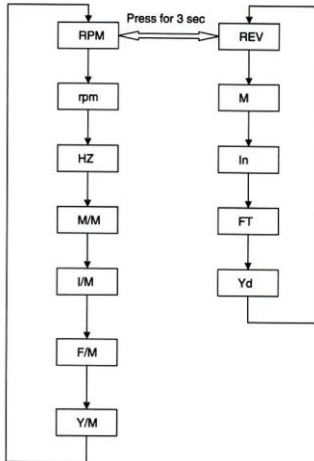 Press for 3 sec
RPM
REV
rpm
M
HZ
In
M/M
FT
I/M
Yd
F/M
Y/M